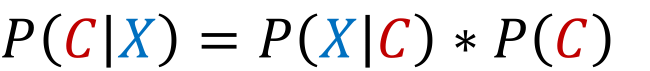 P(C|X) = P(X|C) * P(C)